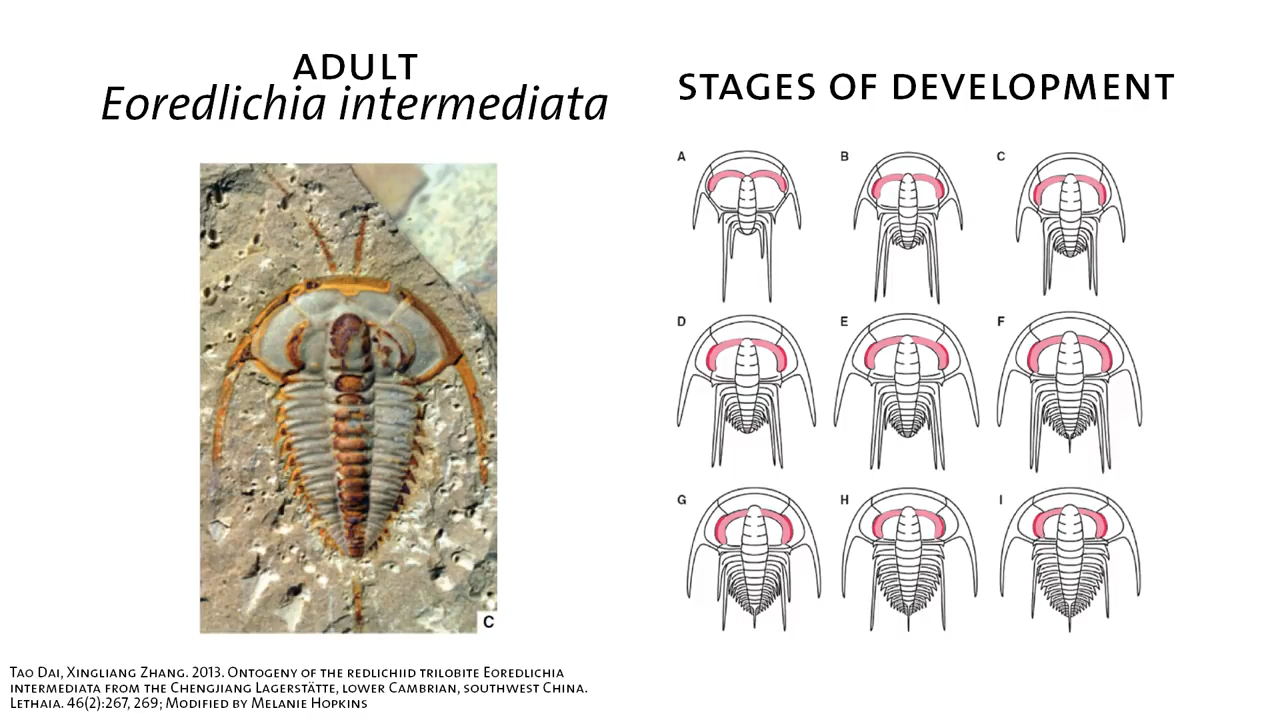 ADULT
Eoredlichia intermediata
STAGES OF DEVELOPMENT
A
B
C
D
E
F
G
H
I
C
Tao Dai, Xingliang Zhang. 2013. Ontogeny of the redlichiid trilobite Eoredlichia
intermediata from the Chengjiang Lagerstätte, lower Cambrian, southwest China.
Lethaia. 46(2):267, 269; Modified by Melanie Hopkins